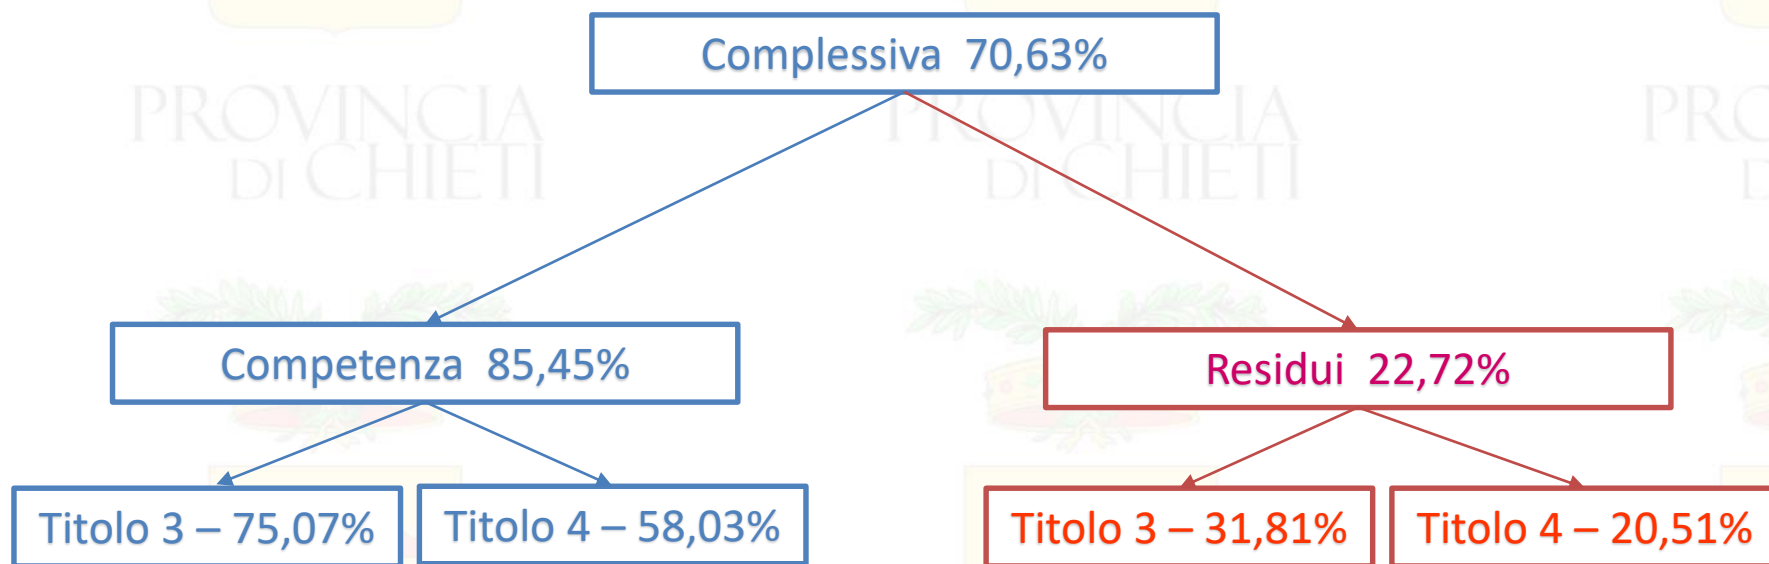 Complessiva 70,63%
PROVINCIA
DI CHIETI
PROVINCIA
DI CHIETI
Competenza 85,45%
Residui 22,72%
Titolo 3 – 75,07%
Titolo 4 – 58,03%
Titolo 3 – 31,81%
Titolo 4 – 20,51%